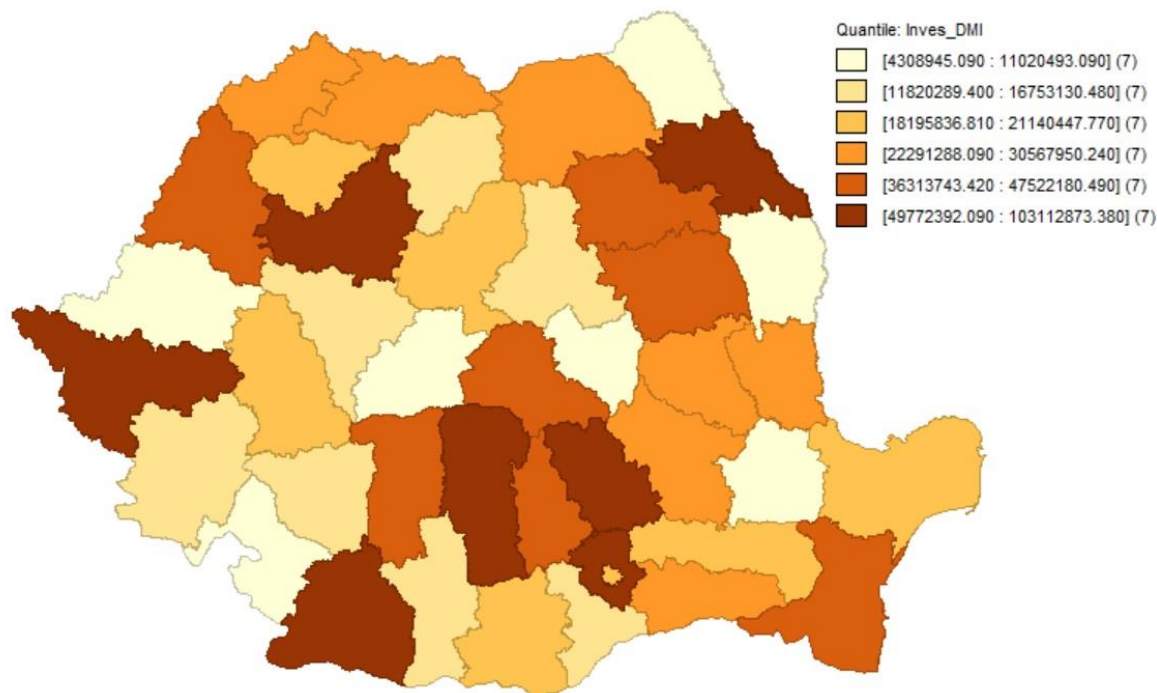 Quantile: Inves_DMI
[4308945.090 : 11020493.090] (7)
[11820289.400 : 16753130.480] (7)
[18195836.810 : 21140447.770] (7)
[22291288.090 : 30567950.240] (7)
[36313743.420 : 47522180.490] (7)
[49772392.090 : 103112873.380] (7)